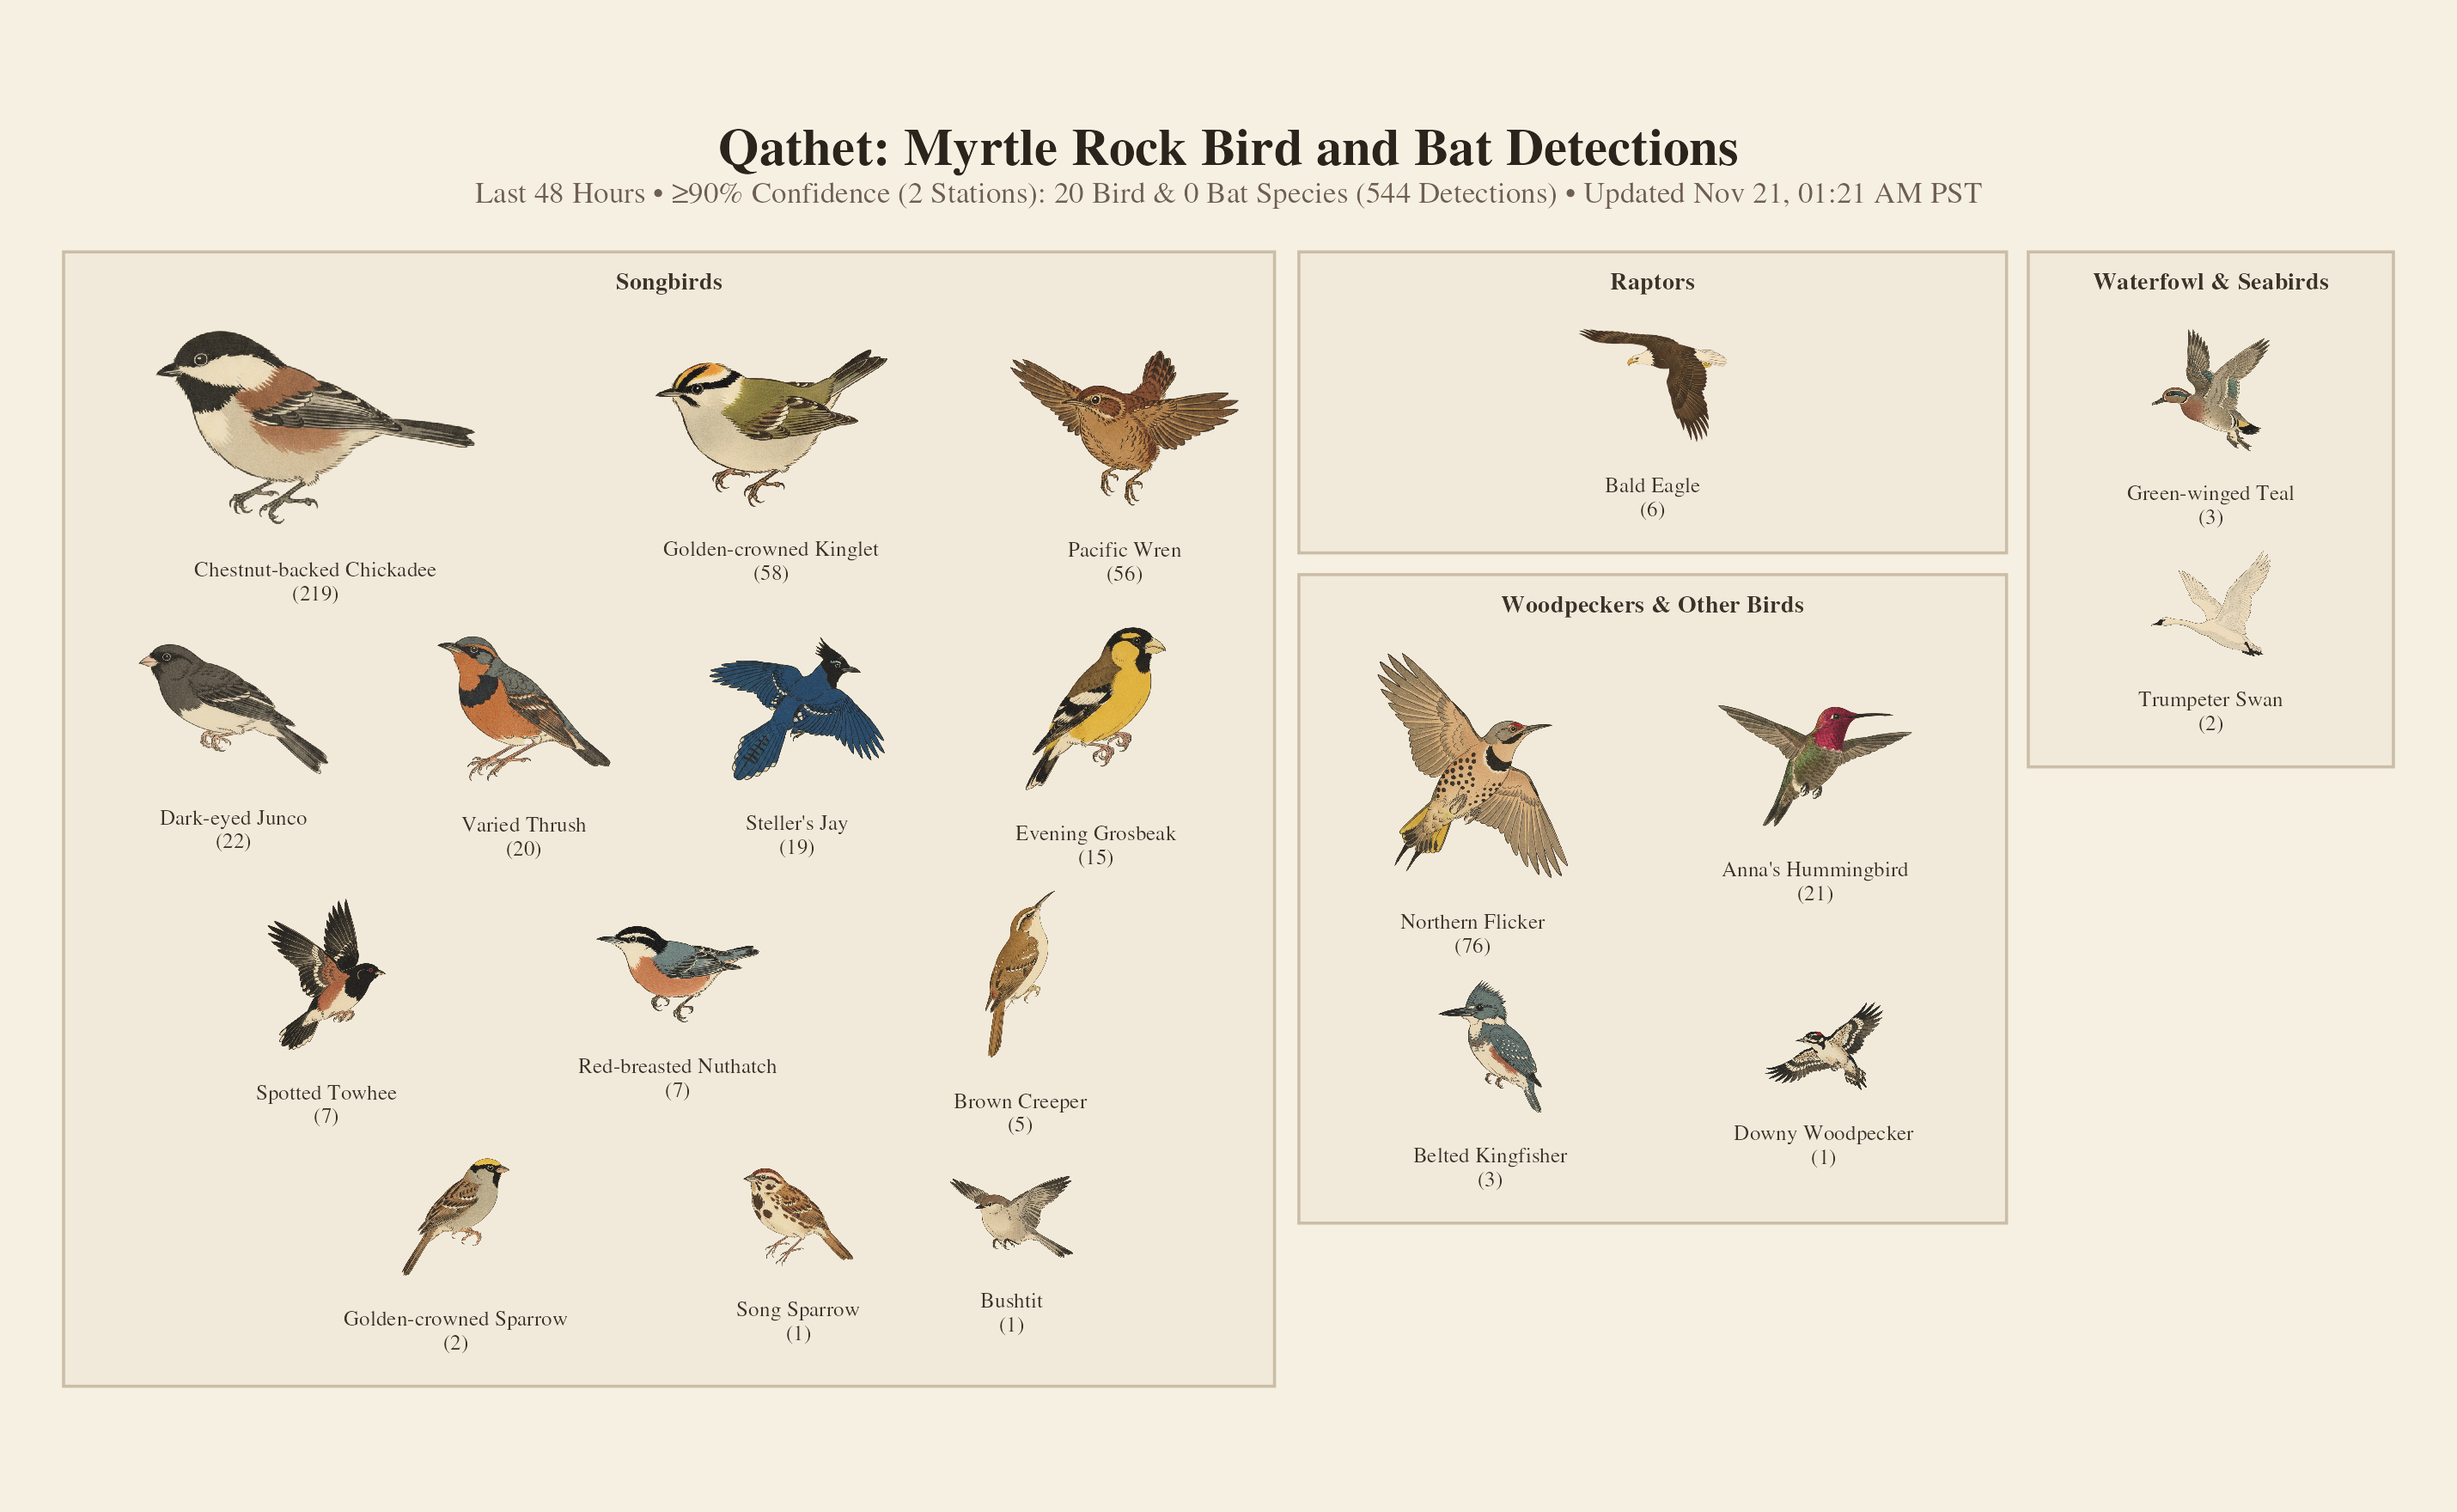 Qathet: Myrtle Rock Bird and Bat Detections
Last 48 Hours • ≥90% Confidence (2 Stations): 20 Bird & 0 Bat Species (544 Detections) • Updated Nov 21, 01:21 AM PST
Songbirds
Chestnut-backed Chickadee
(219)
Golden-crowned Kinglet
(58)
Pacific Wren
(56)
Dark-eyed Junco
(22)
Varied Thrush
(20)
Steller's Jay
(19)
Evening Grosbeak
(15)
Spotted Towhee
(7)
Red-breasted Nuthatch
(7)
Brown Creeper
(5)
Golden-crowned Sparrow
(2)
Song Sparrow
(1)
Bushtit
(1)
Raptors
Bald Eagle
(6)
Woodpeckers & Other Birds
Northern Flicker
(76)
Anna's Hummingbird
(21)
Belted Kingfisher
(3)
Downy Woodpecker
(1)
Waterfowl & Seabirds
Green-winged Teal
(3)
Trumpeter Swan
(2)